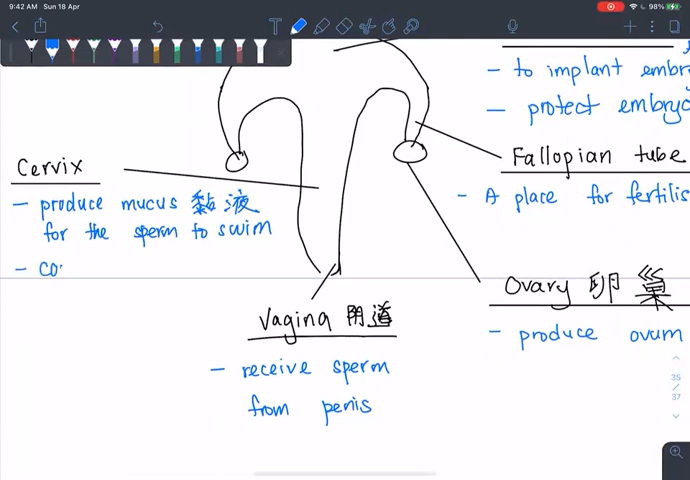 9:42 AM Sun 18 Apr
98%
- to implant embr
- protect embryo
Fallopian tube
- A place for fertilis
Cervix
- produce mucus 黏液
for the sperm to swim
- co
Ovary 卵巢
- produce ovum
Vagina 阴道
- receive sperm
from penis
35
/
37